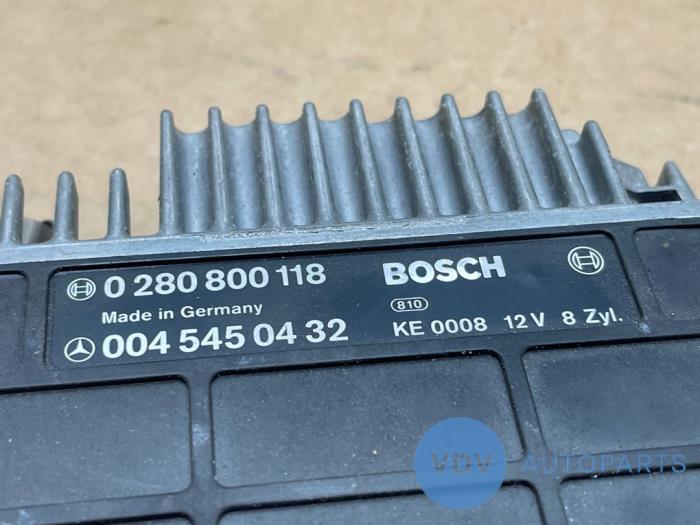 0 280 800 118 BOSCH
Made in Germany 810
004 545 04 32 KE 0008 12 V 8 Zyl.
VDV AUTOPARTS